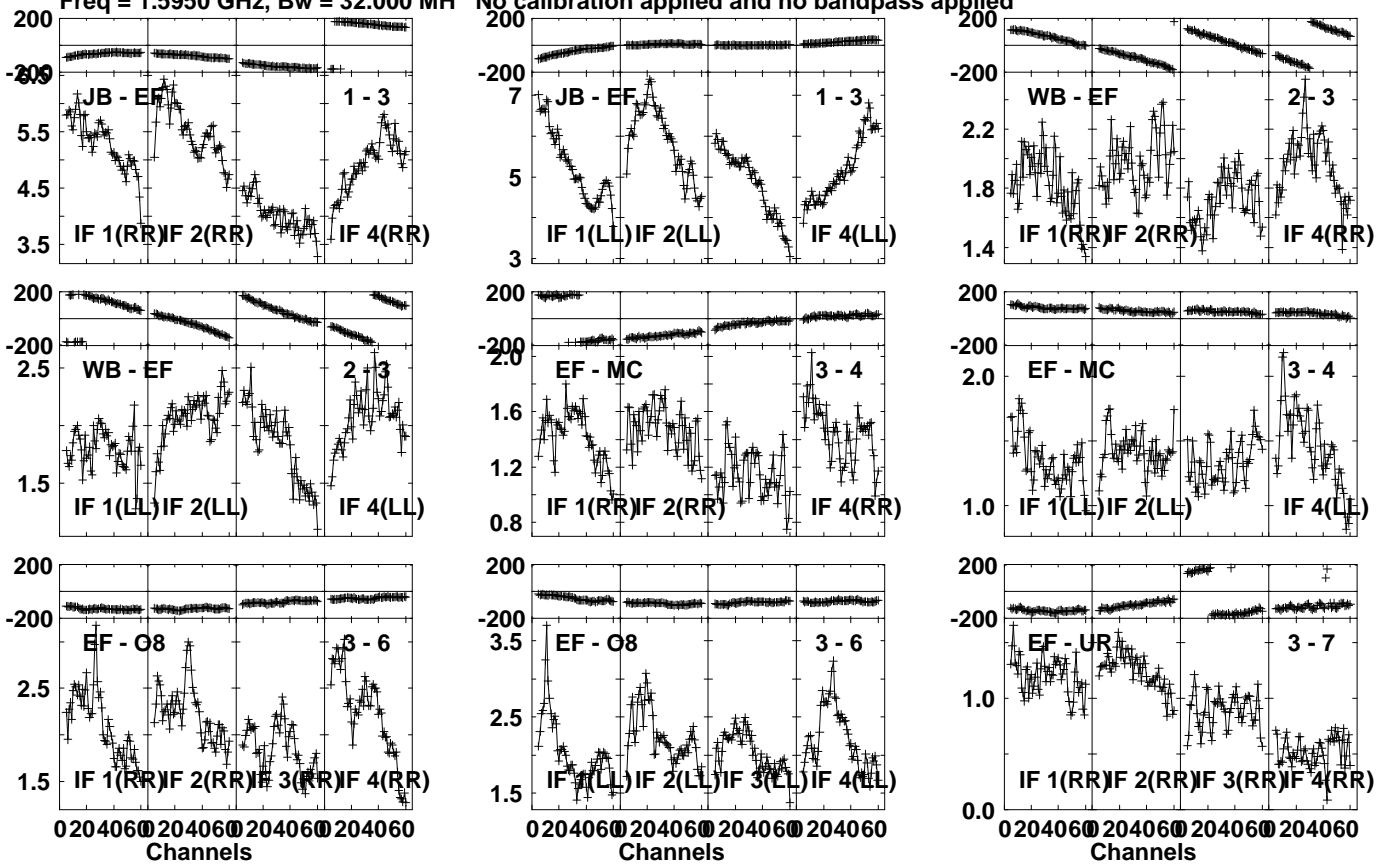 Freq = 1.5950 GHz, Bw = 32.000 MH No calibration applied and no bandpass applied
200
-200
6.5
5.5
4.5
3.5
JB - EF 1 - 3
IF 1(RR) IF 2(RR) IF 4(RR)
200
-200
7
5
3
JB - EF 1 - 3
IF 1(LL) IF 2(LL) IF 4(LL)
200
-200
2.2
1.8
1.4
WB - EF 2 - 3
IF 1(RR) IF 2(RR) IF 4(RR)
200
-200
2.5
1.5
WB - EF 2 - 3
IF 1(LL) IF 2(LL) IF 4(LL)
200
-200
2.0
1.6
1.2
0.8
EF - MC 3 - 4
IF 1(RR) IF 2(RR) IF 4(RR)
200
-200
2.0
1.0
EF - MC 3 - 4
IF 1(LL) IF 2(LL) IF 4(LL)
200
-200
2.5
1.5
EF - O8 3 - 6
IF 1(RR) IF 2(RR) IF 3(RR) IF 4(RR)
0 20 40 60 0 20 40 60 0 20 40 60 0 20 40 60
Channels
200
-200
3.5
2.5
1.5
EF - O8 3 - 6
IF 1(LL) IF 2(LL) IF 3(LL) IF 4(LL)
0 20 40 60 0 20 40 60 0 20 40 60 0 20 40 60
Channels
200
-200
1.0
0.0
EF - UR 3 - 7
IF 1(RR) IF 2(RR) IF 3(RR) IF 4(RR)
0 20 40 60 0 20 40 60 0 20 40 60 0 20 40 60
Channels